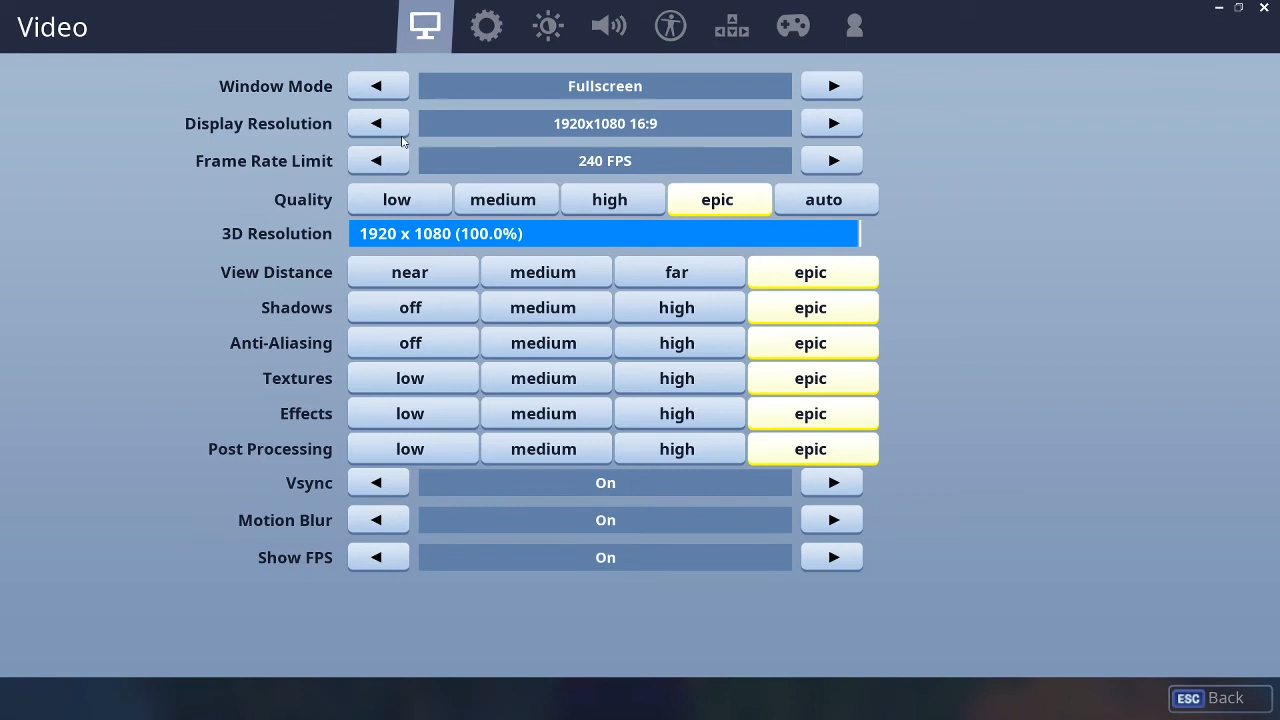 Video
Window Mode Fullscreen
Display Resolution 1920x1080 16:9
Frame Rate Limit 240 FPS
Quality low medium high epic auto
3D Resolution 1920 x 1080 (100.0%)
View Distance near medium far epic
Shadows off medium high epic
Anti-Aliasing off medium high epic
Textures low medium high epic
Effects low medium high epic
Post Processing low medium high epic
Vsync On
Motion Blur On
Show FPS On
ESC Back